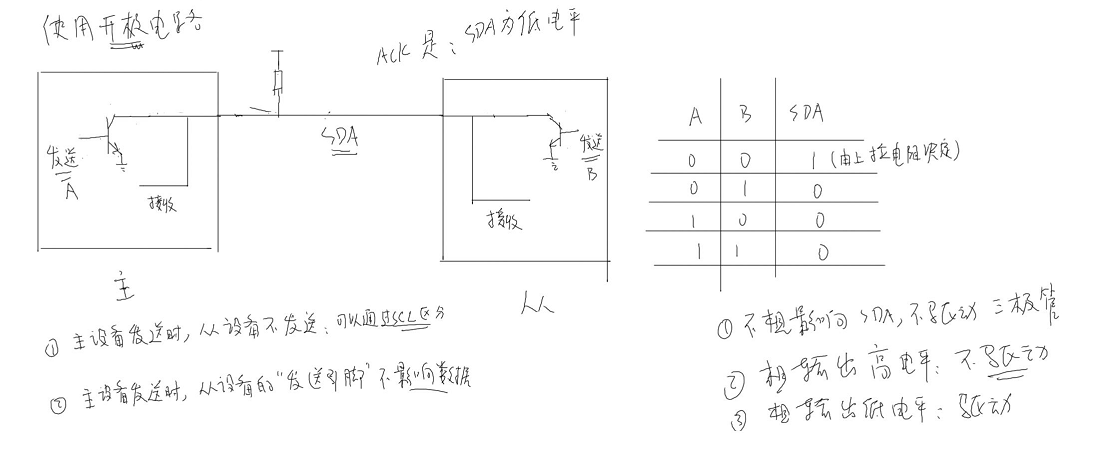 使用开极电路
ACK是：SDA为低电平
SDA
发送
A
接收
发送
B
接收
主
从
A B SDA
0 0 1 (由上拉电阻决定)
0 1 0
1 0 0
1 1 0
① 主设备发送时，从设备不发送：可以通过SCL区分
② 主设备发送时，从设备的"发送引脚"不影响数据
① 不想影响SDA，不驱动三极管
② 想输出高电平：不驱动
③ 想输出低电平：驱动